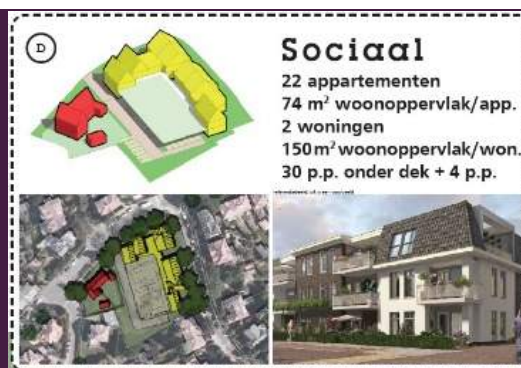 D
Sociaal
22 appartementen
74 m² woonoppervlak/app.
2 woningen
150 m² woonoppervlak/won.
30 p.p. onder dek + 4 p.p.